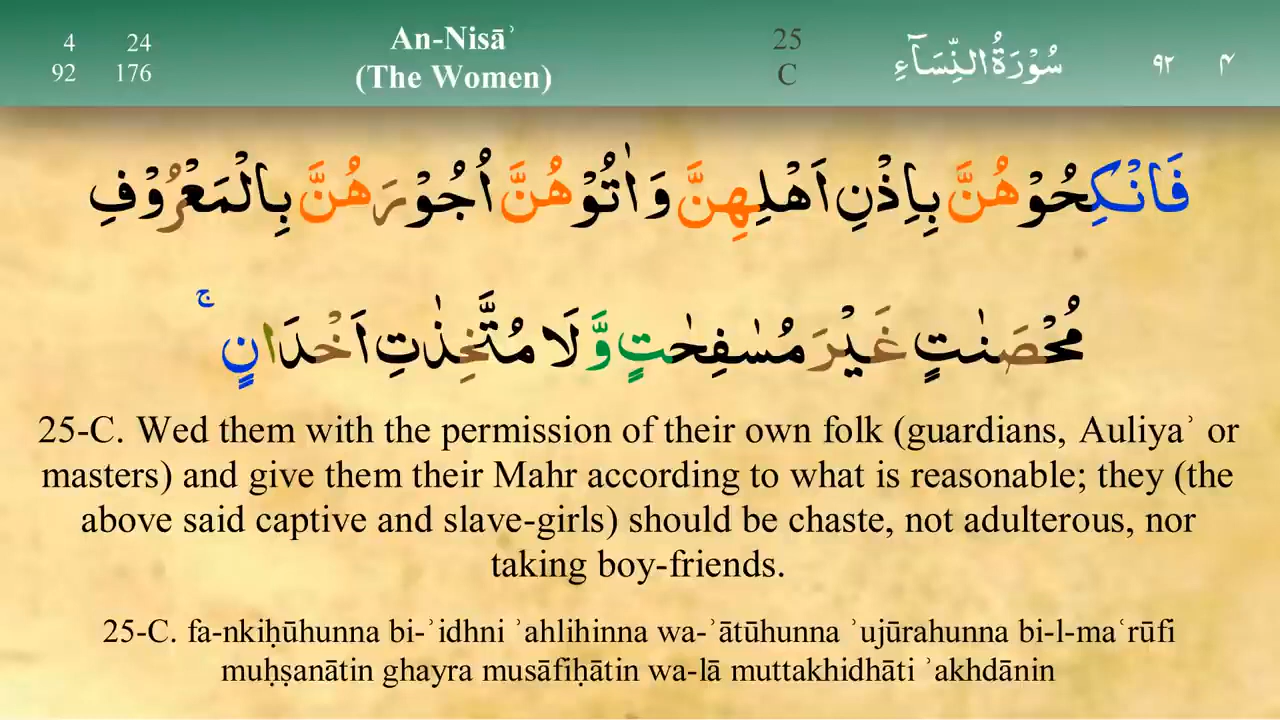 4 24 An-Nisāʾ 25 سُوْرَةُ النِّسَآءِ ٩٢ ٤
92 176 (The Women) C
فَانْكِحُوْهُنَّ بِاِذْنِ اَهْلِهِنَّ وَاٰتُوْهُنَّ اُجُوْرَهُنَّ بِالْمَعْرُوْفِ
مُحْصَنٰتٍ غَيْرَ مُسٰفِحٰتٍ وَّلَا مُتَّخِذٰتِ اَخْدَانٍ ۚ
25-C. Wed them with the permission of their own folk (guardians, Auliyaʾ or
masters) and give them their Mahr according to what is reasonable; they (the
above said captive and slave-girls) should be chaste, not adulterous, nor
taking boy-friends.
25-C. fa-nkiḥūhunna bi-ʾidhni ʾahlihinna wa-ʾātūhunna ʾujūrahunna bi-l-maʿrūfi
muḥṣanātin ghayra musāfiḥātin wa-lā muttakhidhāti ʾakhdānin